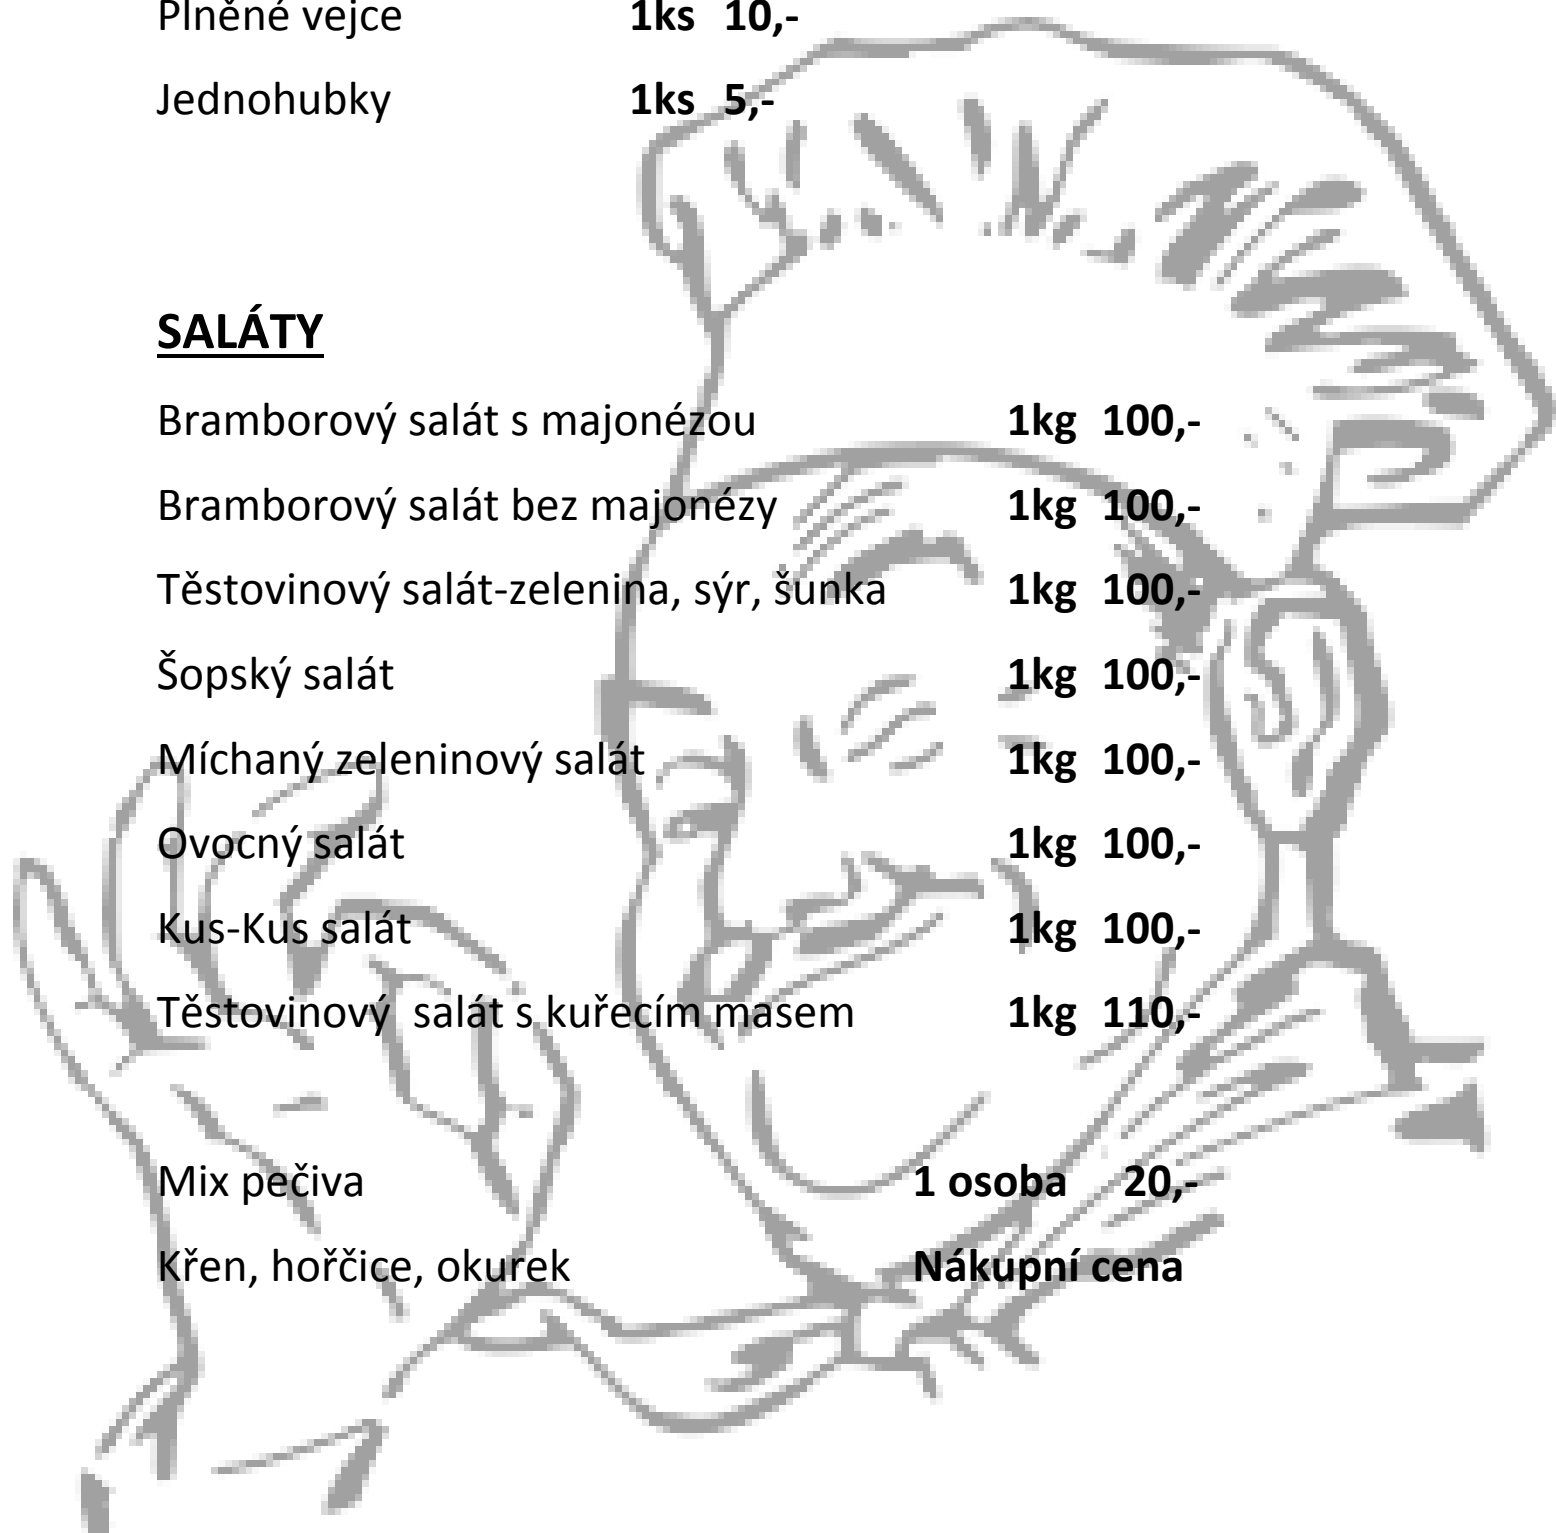 Plněné vejce 1ks 10,-
Jednohubky 1ks 5,-
SALÁTY
Bramborový salát s majonézou 1kg 100,-
Bramborový salát bez majonézy 1kg 100,-
Těstovinový salát-zelenina, sýr, šunka 1kg 100,-
Šopský salát 1kg 100,-
Míchaný zeleninový salát 1kg 100,-
Ovocný salát 1kg 100,-
Kus-Kus salát 1kg 100,-
Těstovinový salát s kuřecím masem 1kg 110,-
Mix pečiva 1 osoba 20,-
Křen, hořčice, okurek Nákupní cena